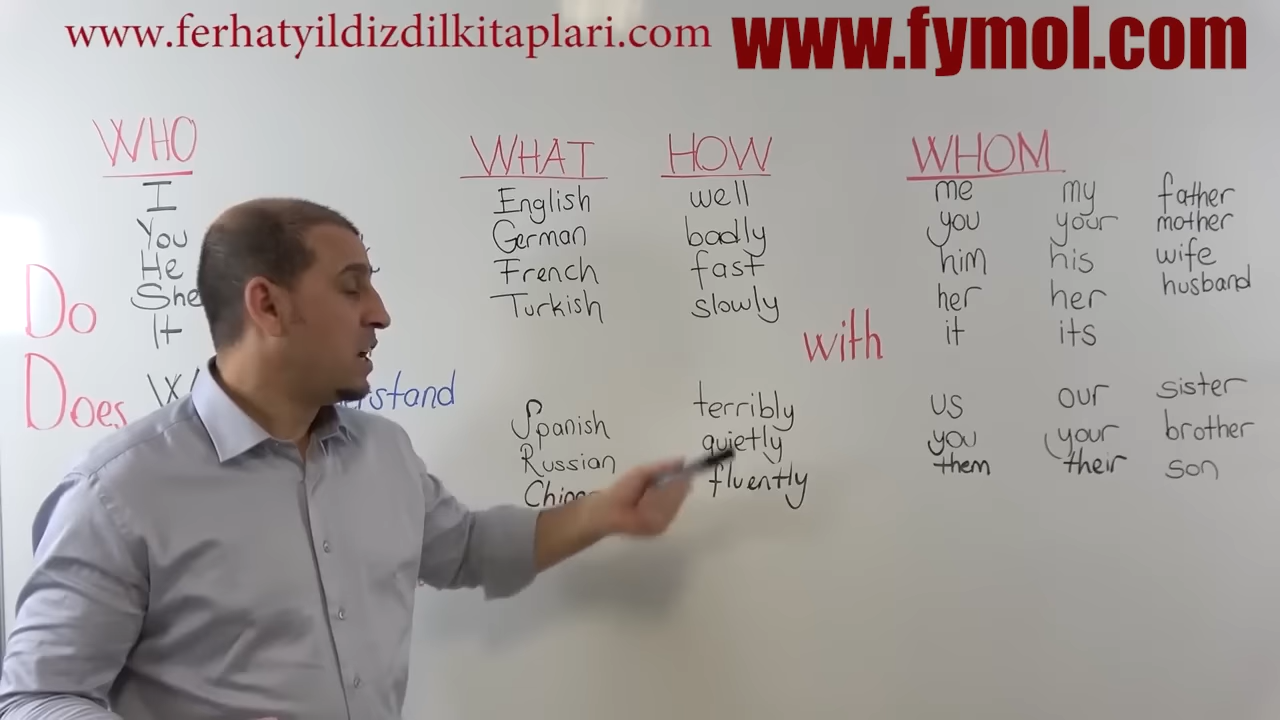 www.ferhatyildizdilkitaplari.com www.fymol.com
WHO WHAT HOW WHOM
I English well me my father
You German badly you your mother
He French fast him his wife
She Turkish slowly her her husband
It it its
Do with
Does
Spanish terribly us our sister
Russian quietly you your brother
fluently them their son